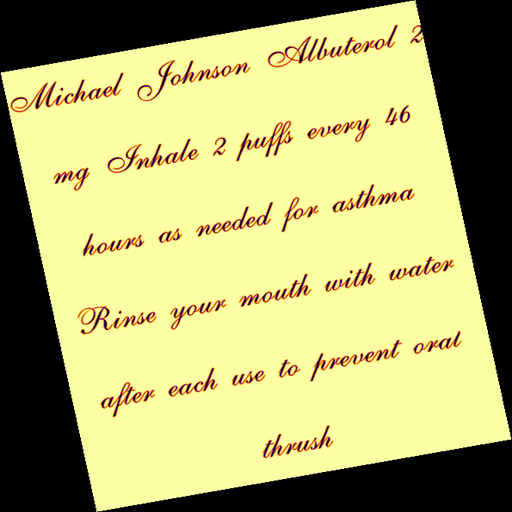 Michael Johnson Albuterol 2
mg Inhale 2 puffs every 46
hours as needed for asthma
Rinse your mouth with water
after each use to prevent oral
thrush